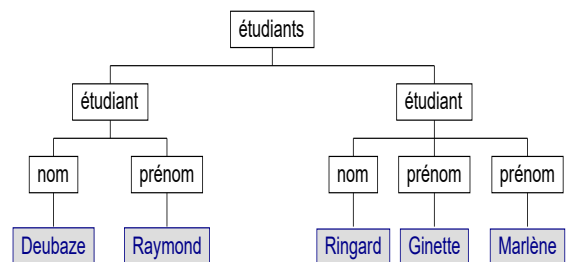 étudiants
étudiant étudiant
nom prénom nom prénom prénom
Deubaze Raymond Ringard Ginette Marlène